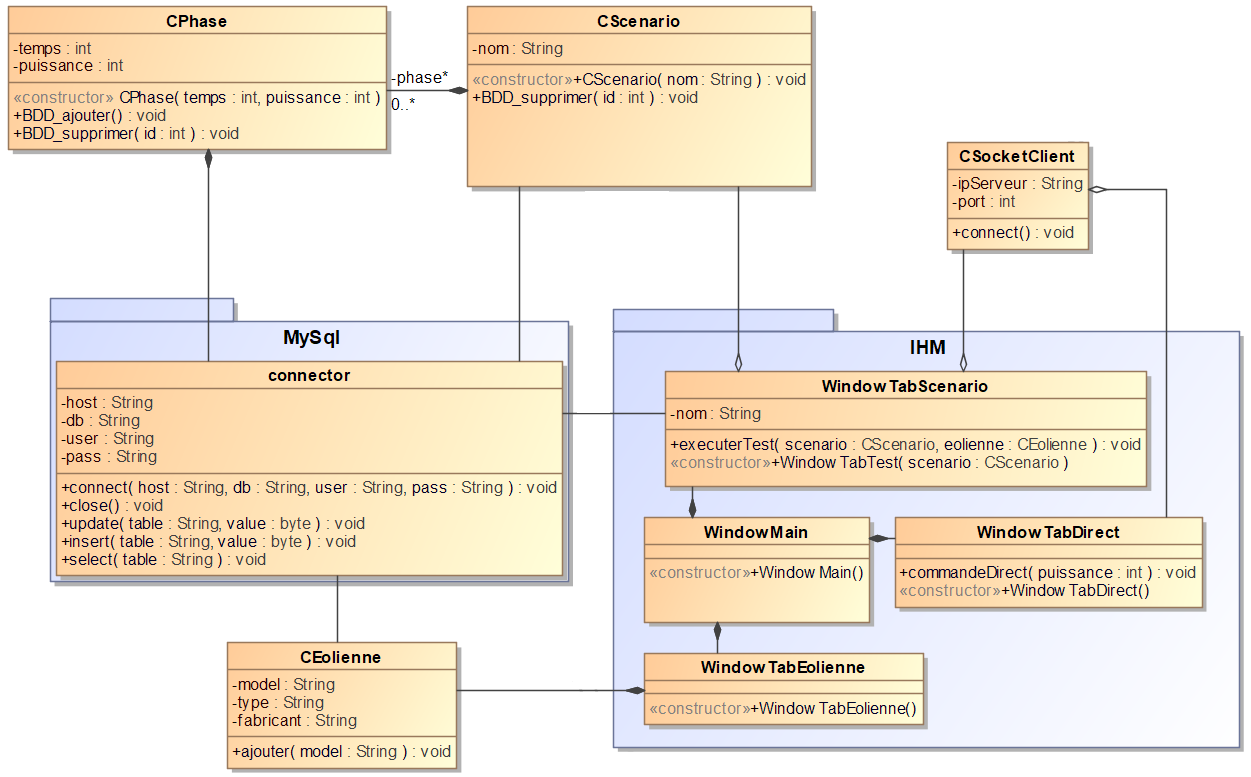 CPhase
-temps : int
-puissance : int
«constructor» CPhase( temps : int, puissance : int )
+BDD_ajouter() : void
+BDD_supprimer( id : int ) : void
-phase*
0..*
CScenario
-nom : String
«constructor»+CScenario( nom : String ) : void
+BDD_supprimer( id : int ) : void
CSocketClient
-ipServeur : String
-port : int
+connect() : void
MySql
connector
-host : String
-db : String
-user : String
-pass : String
+connect( host : String, db : String, user : String, pass : String ) : void
+close() : void
+update( table : String, value : byte ) : void
+insert( table : String, value : byte ) : void
+select( table : String ) : void
IHM
WindowTabScenario
-nom : String
+executerTest( scenario : CScenario, eolienne : CEolienne ) : void
«constructor»+WindowTabTest( scenario : CScenario )
WindowMain
«constructor»+WindowMain()
WindowTabDirect
+commandeDirect( puissance : int ) : void
«constructor»+WindowTabDirect()
WindowTabEolienne
«constructor»+WindowTabEolienne()
CEolienne
-model : String
-type : String
-fabricant : String
+ajouter( model : String ) : void